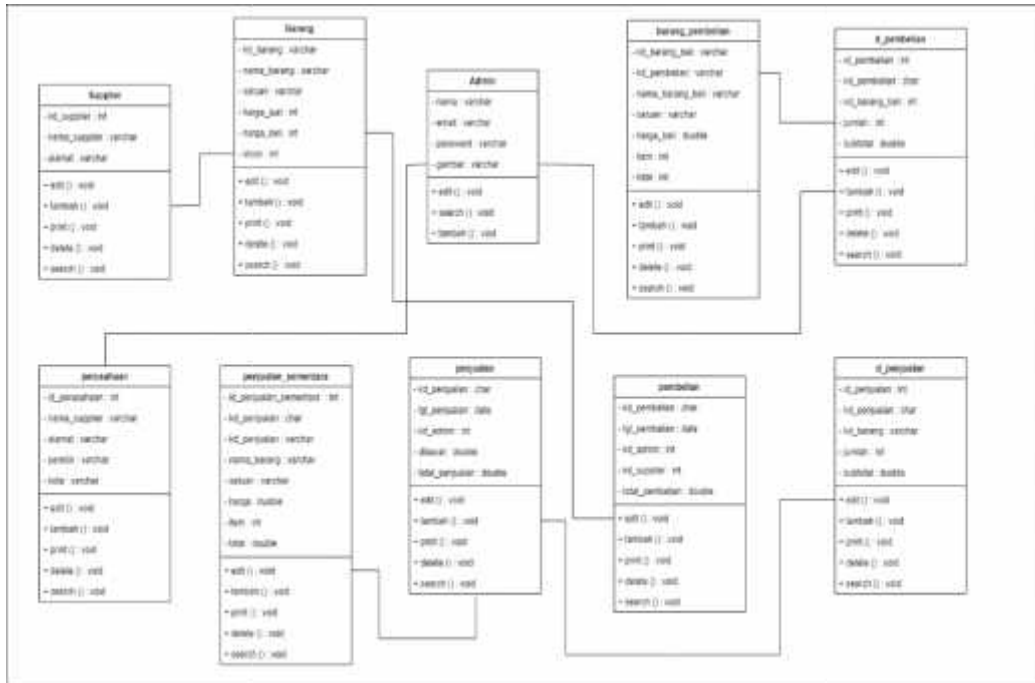 Supplier
- kd_supplier : int
- nama_supplier : varchar
- alamat : varchar
+ edit () : void
+ tambah () : void
+ print () : void
+ delete () : void
+ search () : void
Barang
- kd_barang : varchar
- nama_barang : varchar
- satuan : varchar
- harga_jual : int
- harga_beli : int
- stock : int
+ edit () : void
+ tambah () : void
+ print () : void
+ delete () : void
+ search () : void
Admin
- nama : varchar
- email : varchar
- password : varchar
- gambar : varchar
+ edit () : void
+ search () : void
+ tambah () : void
barang_pembelian
- kd_barang_beli : varchar
- kd_pembelian : varchar
- nama_barang_beli : varchar
- satuan : varchar
- harga_beli : double
- item : int
- total : int
+ edit () : void
+ tambah () : void
+ print () : void
+ delete () : void
+ search () : void
d_pembelian
- id_pembelian : int
- kd_pembelian : char
- kd_barang_beli : int
- jumlah : int
- subtotal : double
+ edit () : void
+ tambah () : void
+ print () : void
+ delete () : void
+ search () : void
perusahaan
- id_perusahaan : int
- nama_supplier : varchar
- alamat : varchar
- pemilik : varchar
- kota : varchar
+ edit () : void
+ tambah () : void
+ print () : void
+ delete () : void
+ search () : void
penjualan_sementara
- id_penjualan_sementara : int
- kd_penjualan : char
- kd_penjualan : varchar
- nama_barang : varchar
- satuan : varchar
- harga : double
- item : int
- total : double
+ edit () : void
+ tambah () : void
+ print () : void
+ delete () : void
+ search () : void
penjualan
- kd_penjualan : char
- tgl_penjualan : date
- kd_admin : int
- dibayar : double
- total_penjualan : double
+ edit () : void
+ tambah () : void
+ print () : void
+ delete () : void
+ search () : void
pembelian
- kd_pembelian : char
- tgl_pembelian : date
- kd_admin : int
- kd_supplier : int
- total_pembelian : double
+ edit () : void
+ tambah () : void
+ print () : void
+ delete () : void
+ search () : void
d_penjualan
- id_penjualan : int
- kd_penjualan : char
- kd_barang : varchar
- jumlah : int
- subtotal : double
+ edit () : void
+ tambah () : void
+ print () : void
+ delete () : void
+ search () : void